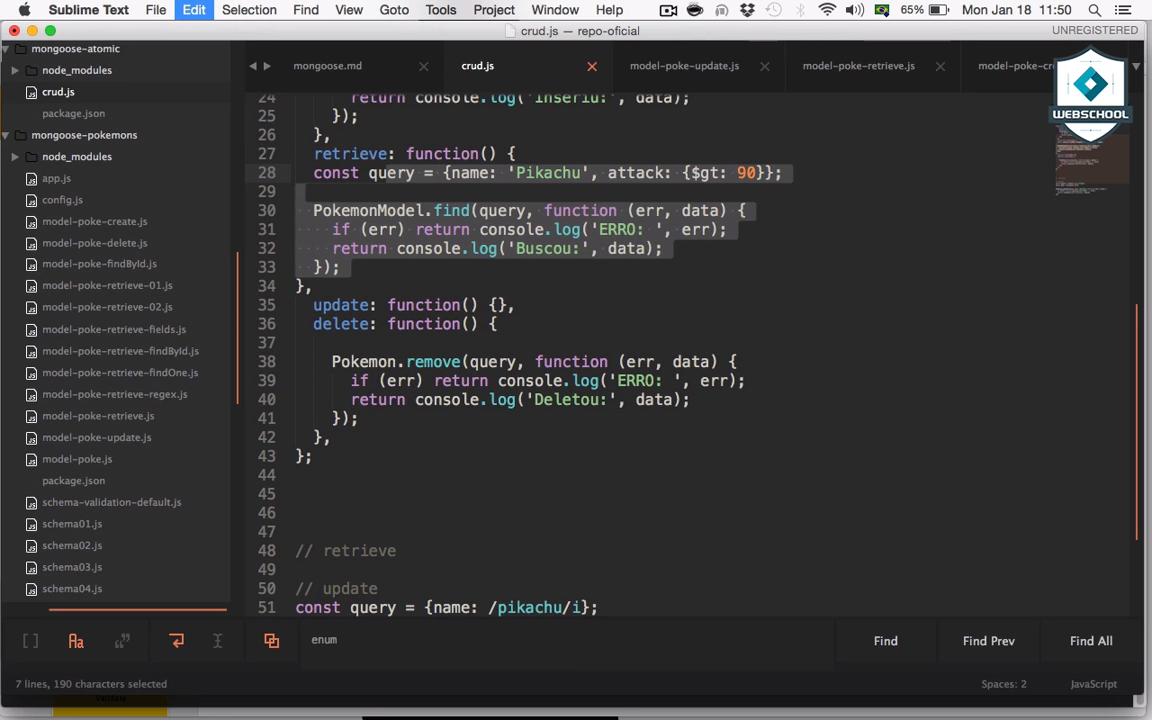 Sublime Text File Edit Selection Find View Goto Tools Project Window Help 65% Mon Jan 18 11:50
crud.js — repo-oficial UNREGISTERED
mongoose-atomic
node_modules
crud.js
package.json
mongoose-pokemons
node_modules
app.js
config.js
model-poke-create.js
model-poke-delete.js
model-poke-findById.js
model-poke-retrieve-01.js
model-poke-retrieve-02.js
model-poke-retrieve-fields.js
model-poke-retrieve-findById.js
model-poke-retrieve-findOne.js
model-poke-retrieve-regex.js
model-poke-retrieve.js
model-poke-update.js
model-poke.js
package.json
schema-validation-default.js
schema01.js
schema02.js
schema03.js
schema04.js
mongoose.md crud.js model-poke-update.js model-poke-retrieve.js model-poke-cr
WEBSCHOOL
24 return console.log('Inseriu:', data);
25 });
26 },
27 retrieve: function() {
28 const query = {name: 'Pikachu', attack: {$gt: 90}};
29
30 PokemonModel.find(query, function (err, data) {
31 if (err) return console.log('ERRO: ', err);
32 return console.log('Buscou:', data);
33 });
34 },
35 update: function() {},
36 delete: function() {
37
38 Pokemon.remove(query, function (err, data) {
39 if (err) return console.log('ERRO: ', err);
40 return console.log('Deletou:', data);
41 });
42 },
43 };
44
45
46
47
48 // retrieve
49
50 // update
51 const query = {name: /pikachu/i};
Aa enum Find Find Prev Find All
7 lines, 190 characters selected Spaces: 2 JavaScript